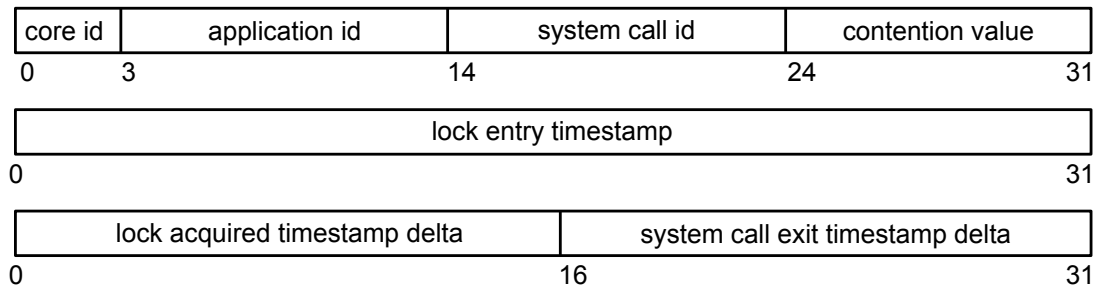 core id application id system call id contention value
0 3 14 24 31
lock entry timestamp
0 31
lock acquired timestamp delta system call exit timestamp delta
0 16 31